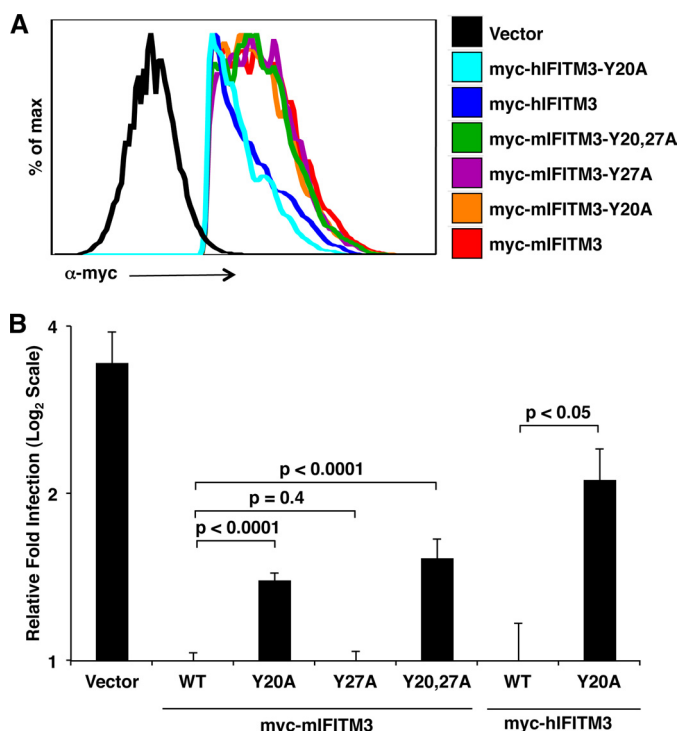 A
% of max
α-myc
Vector
myc-hIFITM3-Y20A
myc-hIFITM3
myc-mIFITM3-Y20,27A
myc-mIFITM3-Y27A
myc-mIFITM3-Y20A
myc-mIFITM3
B
Relative Fold Infection (Log₂ Scale)
4
2
1
p < 0.05
p < 0.0001
p = 0.4
p < 0.0001
Vector WT Y20A Y27A Y20,27A WT Y20A
myc-mIFITM3 myc-hIFITM3